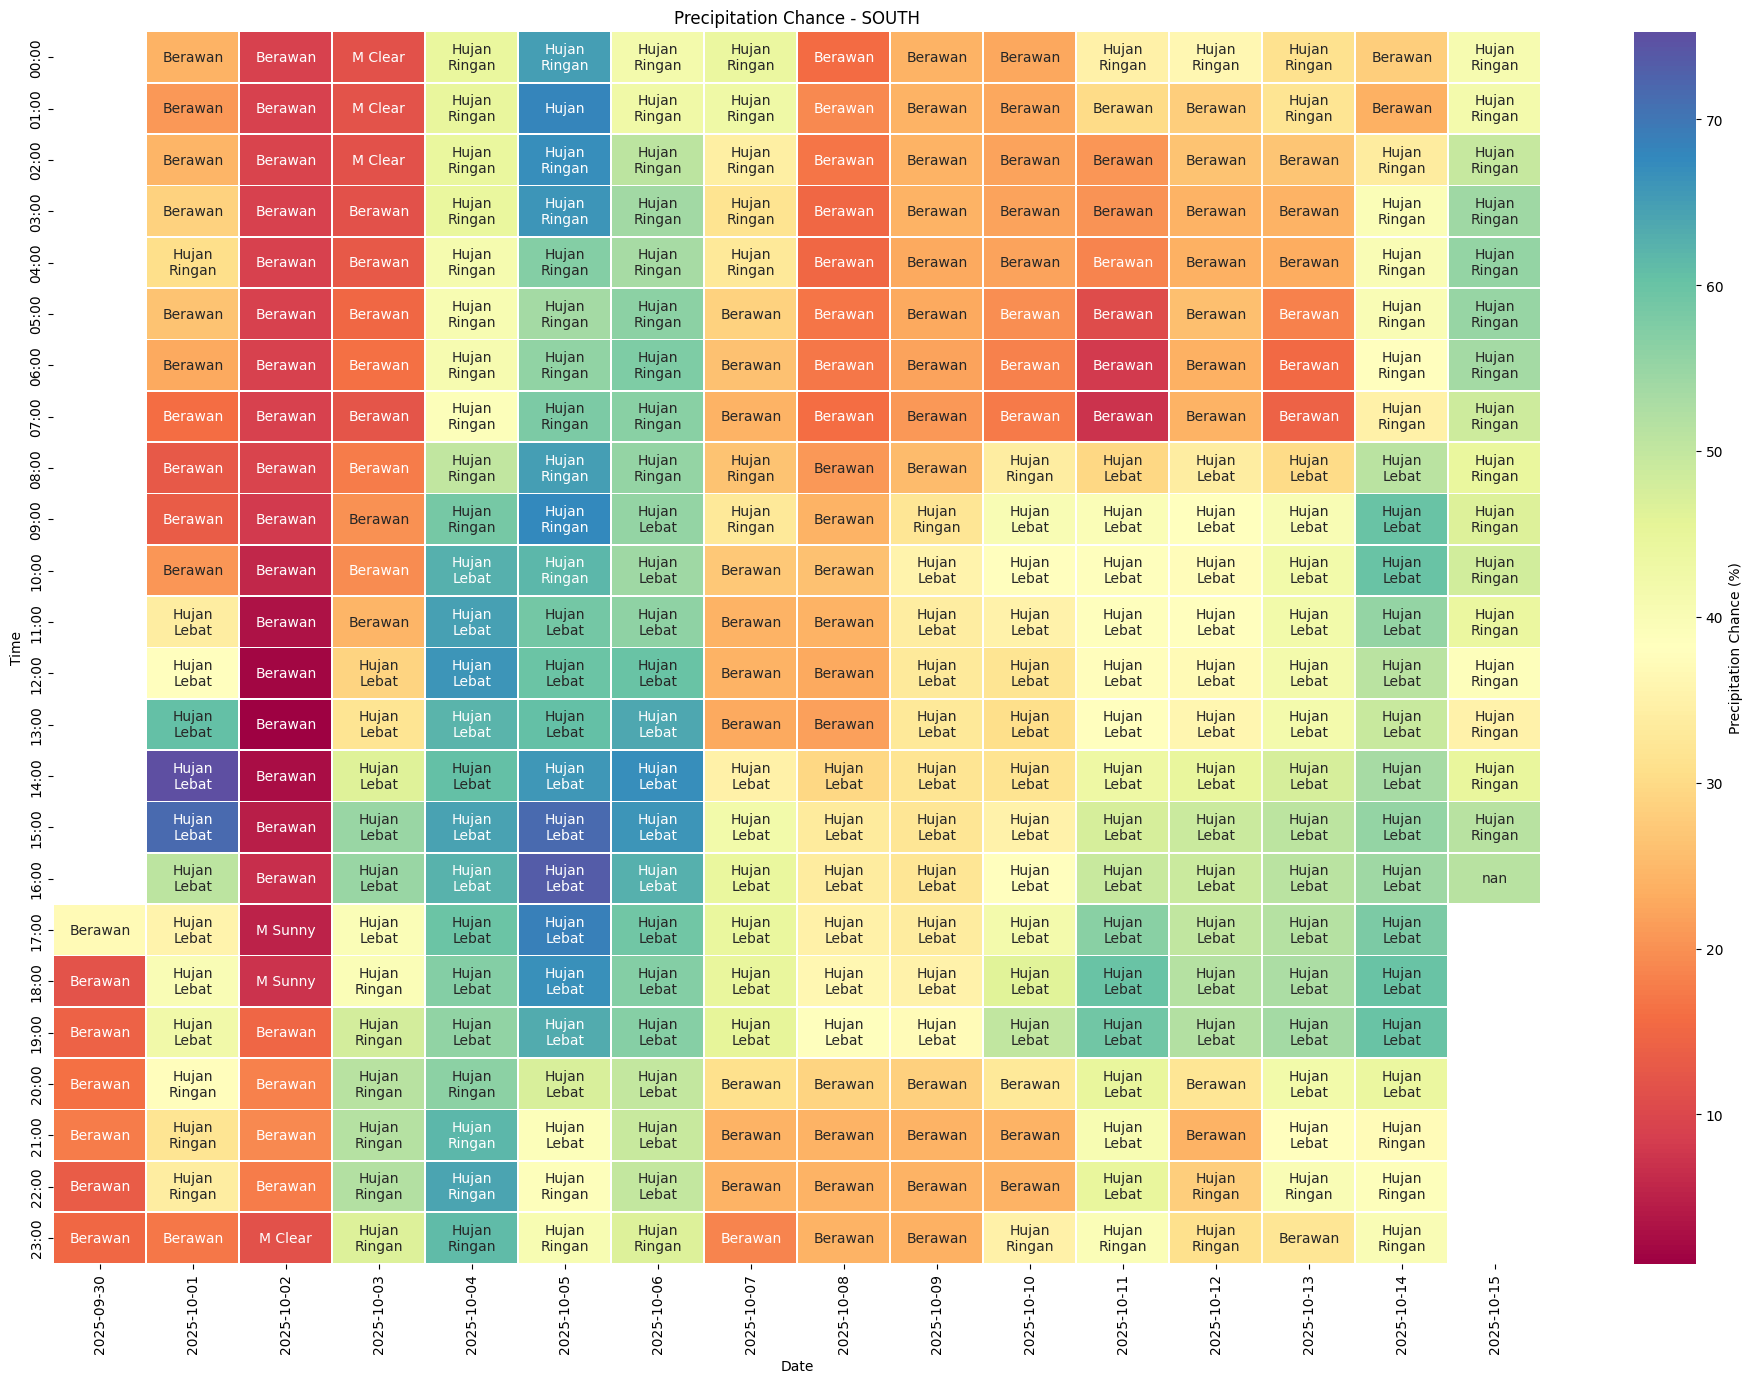 Precipitation Chance - SOUTH
00:00 Berawan Berawan M Clear Hujan Ringan Hujan Ringan Hujan Ringan Hujan Ringan Berawan Berawan Berawan Hujan Ringan Hujan Ringan Hujan Ringan Berawan Hujan Ringan
01:00 Berawan Berawan M Clear Hujan Ringan Hujan Hujan Ringan Hujan Ringan Berawan Berawan Berawan Berawan Berawan Hujan Ringan Berawan Hujan Ringan
02:00 Berawan Berawan M Clear Hujan Ringan Hujan Ringan Hujan Ringan Hujan Ringan Berawan Berawan Berawan Berawan Berawan Berawan Hujan Ringan Hujan Ringan
03:00 Berawan Berawan Berawan Hujan Ringan Hujan Ringan Hujan Ringan Hujan Ringan Berawan Berawan Berawan Berawan Berawan Berawan Hujan Ringan Hujan Ringan
04:00 Hujan Ringan Berawan Berawan Hujan Ringan Hujan Ringan Hujan Ringan Hujan Ringan Berawan Berawan Berawan Berawan Berawan Berawan Hujan Ringan Hujan Ringan
05:00 Berawan Berawan Berawan Hujan Ringan Hujan Ringan Hujan Ringan Berawan Berawan Berawan Berawan Berawan Berawan Berawan Hujan Ringan Hujan Ringan
06:00 Berawan Berawan Berawan Hujan Ringan Hujan Ringan Hujan Ringan Berawan Berawan Berawan Berawan Berawan Berawan Berawan Hujan Ringan Hujan Ringan
07:00 Berawan Berawan Berawan Hujan Ringan Hujan Ringan Hujan Ringan Berawan Berawan Berawan Berawan Berawan Berawan Berawan Hujan Ringan Hujan Ringan
08:00 Berawan Berawan Berawan Hujan Ringan Hujan Ringan Hujan Ringan Hujan Ringan Berawan Berawan Hujan Ringan Hujan Lebat Hujan Lebat Hujan Lebat Hujan Lebat Hujan Ringan
09:00 Berawan Berawan Berawan Hujan Ringan Hujan Ringan Hujan Lebat Hujan Ringan Berawan Hujan Ringan Hujan Lebat Hujan Lebat Hujan Lebat Hujan Lebat Hujan Lebat Hujan Ringan
10:00 Berawan Berawan Berawan Hujan Lebat Hujan Ringan Hujan Lebat Berawan Berawan Hujan Lebat Hujan Lebat Hujan Lebat Hujan Lebat Hujan Lebat Hujan Lebat Hujan Ringan
11:00 Hujan Lebat Berawan Berawan Hujan Lebat Hujan Lebat Hujan Lebat Berawan Berawan Hujan Lebat Hujan Lebat Hujan Lebat Hujan Lebat Hujan Lebat Hujan Lebat Hujan Ringan
12:00 Hujan Lebat Berawan Hujan Lebat Hujan Lebat Hujan Lebat Hujan Lebat Berawan Berawan Hujan Lebat Hujan Lebat Hujan Lebat Hujan Lebat Hujan Lebat Hujan Lebat Hujan Ringan
13:00 Hujan Lebat Berawan Hujan Lebat Hujan Lebat Hujan Lebat Hujan Lebat Berawan Berawan Hujan Lebat Hujan Lebat Hujan Lebat Hujan Lebat Hujan Lebat Hujan Lebat Hujan Ringan
14:00 Hujan Lebat Berawan Hujan Lebat Hujan Lebat Hujan Lebat Hujan Lebat Hujan Lebat Hujan Lebat Hujan Lebat Hujan Lebat Hujan Lebat Hujan Lebat Hujan Lebat Hujan Lebat Hujan Ringan
15:00 Hujan Lebat Berawan Hujan Lebat Hujan Lebat Hujan Lebat Hujan Lebat Hujan Lebat Hujan Lebat Hujan Lebat Hujan Lebat Hujan Lebat Hujan Lebat Hujan Lebat Hujan Lebat Hujan Ringan
16:00 Hujan Lebat Berawan Hujan Lebat Hujan Lebat Hujan Lebat Hujan Lebat Hujan Lebat Hujan Lebat Hujan Lebat Hujan Lebat Hujan Lebat Hujan Lebat Hujan Lebat Hujan Lebat nan
17:00 Berawan Hujan Lebat M Sunny Hujan Lebat Hujan Lebat Hujan Lebat Hujan Lebat Hujan Lebat Hujan Lebat Hujan Lebat Hujan Lebat Hujan Lebat Hujan Lebat Hujan Lebat Hujan Lebat
18:00 Berawan Hujan Lebat M Sunny Hujan Ringan Hujan Lebat Hujan Lebat Hujan Lebat Hujan Lebat Hujan Lebat Hujan Lebat Hujan Lebat Hujan Lebat Hujan Lebat Hujan Lebat Hujan Lebat
19:00 Berawan Hujan Lebat Berawan Hujan Ringan Hujan Lebat Hujan Lebat Hujan Lebat Hujan Lebat Hujan Lebat Hujan Lebat Hujan Lebat Hujan Lebat Hujan Lebat Hujan Lebat Hujan Lebat
20:00 Berawan Hujan Ringan Berawan Hujan Ringan Hujan Ringan Hujan Lebat Hujan Lebat Berawan Berawan Berawan Berawan Hujan Lebat Berawan Hujan Lebat Hujan Lebat
21:00 Berawan Hujan Ringan Berawan Hujan Ringan Hujan Ringan Hujan Lebat Hujan Lebat Berawan Berawan Berawan Berawan Hujan Lebat Berawan Hujan Lebat Hujan Ringan
22:00 Berawan Hujan Ringan Berawan Hujan Ringan Hujan Ringan Hujan Ringan Hujan Lebat Berawan Berawan Berawan Berawan Hujan Lebat Hujan Ringan Hujan Ringan Hujan Ringan
23:00 Berawan Berawan M Clear Hujan Ringan Hujan Ringan Hujan Ringan Hujan Ringan Berawan Berawan Berawan Hujan Ringan Hujan Ringan Hujan Ringan Berawan Hujan Ringan
Time
2025-09-30 2025-10-01 2025-10-02 2025-10-03 2025-10-04 2025-10-05 2025-10-06 2025-10-07 2025-10-08 2025-10-09 2025-10-10 2025-10-11 2025-10-12 2025-10-13 2025-10-14 2025-10-15
Date
70
60
50
40
30
20
10
Precipitation Chance (%)